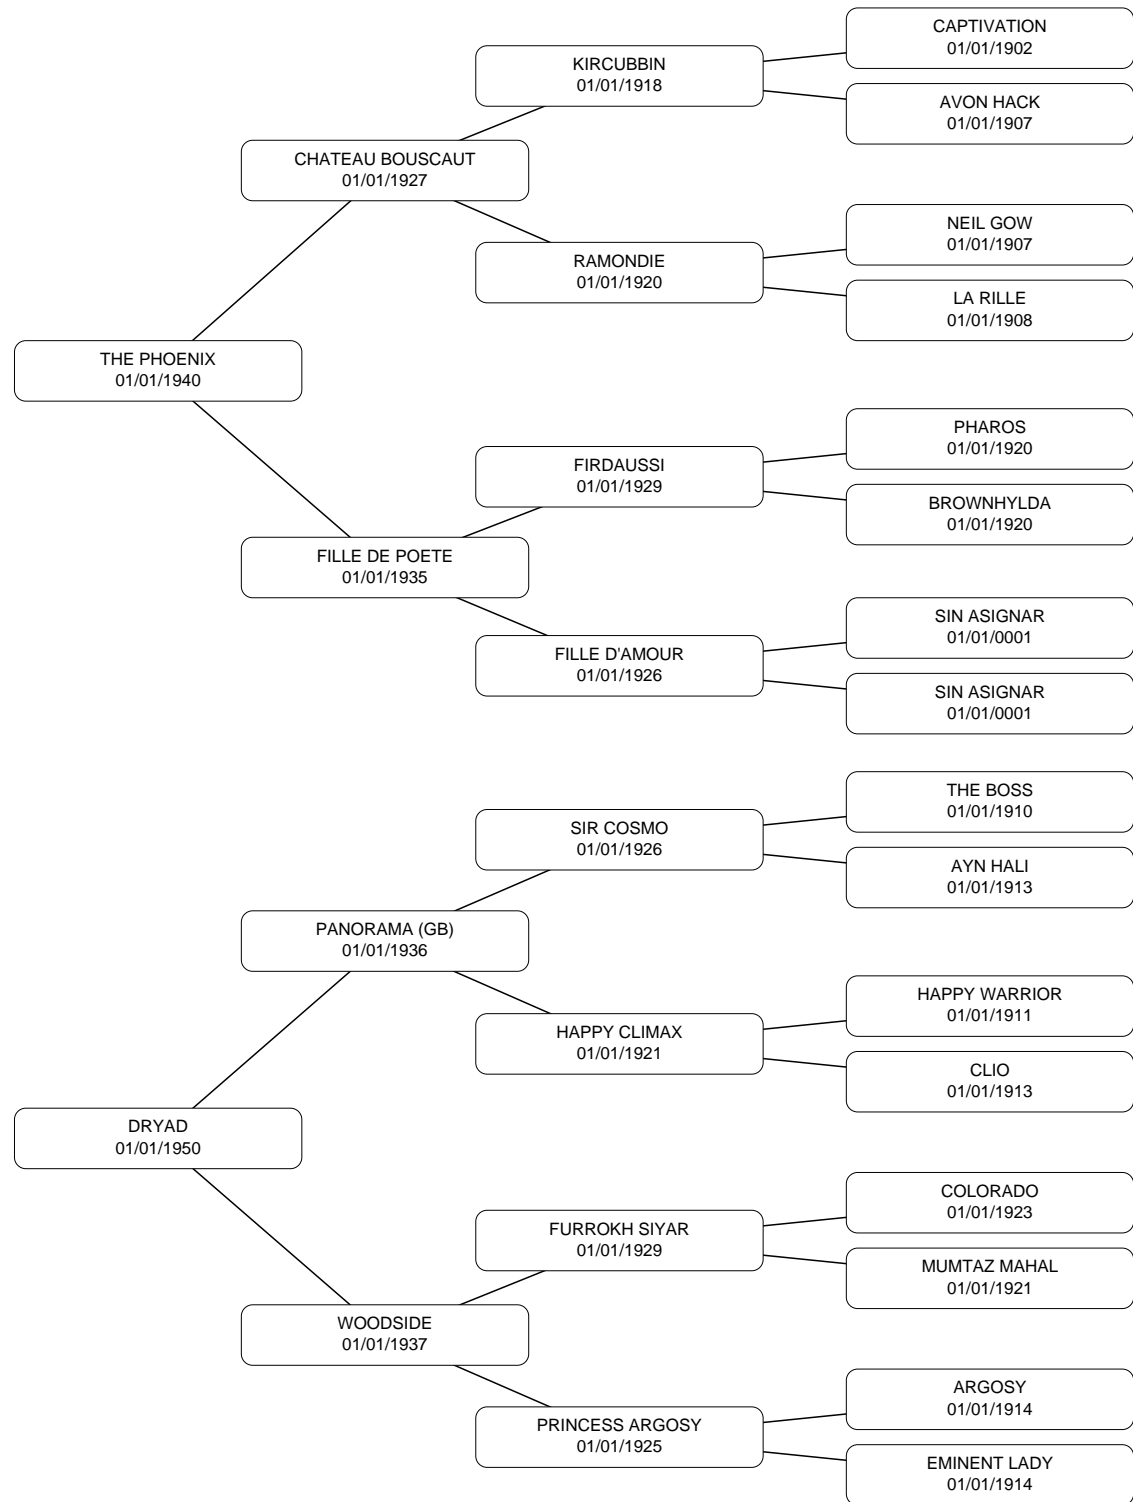 CAPTIVATION
01/01/1902
KIRCUBBIN
01/01/1918
AVON HACK
01/01/1907
CHATEAU BOUSCAUT
01/01/1927
NEIL GOW
01/01/1907
RAMONDIE
01/01/1920
LA RILLE
01/01/1908
THE PHOENIX
01/01/1940
PHAROS
01/01/1920
FIRDAUSSI
01/01/1929
BROWNHYLDA
01/01/1920
FILLE DE POETE
01/01/1935
SIN ASIGNAR
01/01/0001
FILLE D'AMOUR
01/01/1926
SIN ASIGNAR
01/01/0001
THE BOSS
01/01/1910
SIR COSMO
01/01/1926
AYN HALI
01/01/1913
PANORAMA (GB)
01/01/1936
HAPPY WARRIOR
01/01/1911
HAPPY CLIMAX
01/01/1921
CLIO
01/01/1913
DRYAD
01/01/1950
COLORADO
01/01/1923
FURROKH SIYAR
01/01/1929
MUMTAZ MAHAL
01/01/1921
WOODSIDE
01/01/1937
ARGOSY
01/01/1914
PRINCESS ARGOSY
01/01/1925
EMINENT LADY
01/01/1914